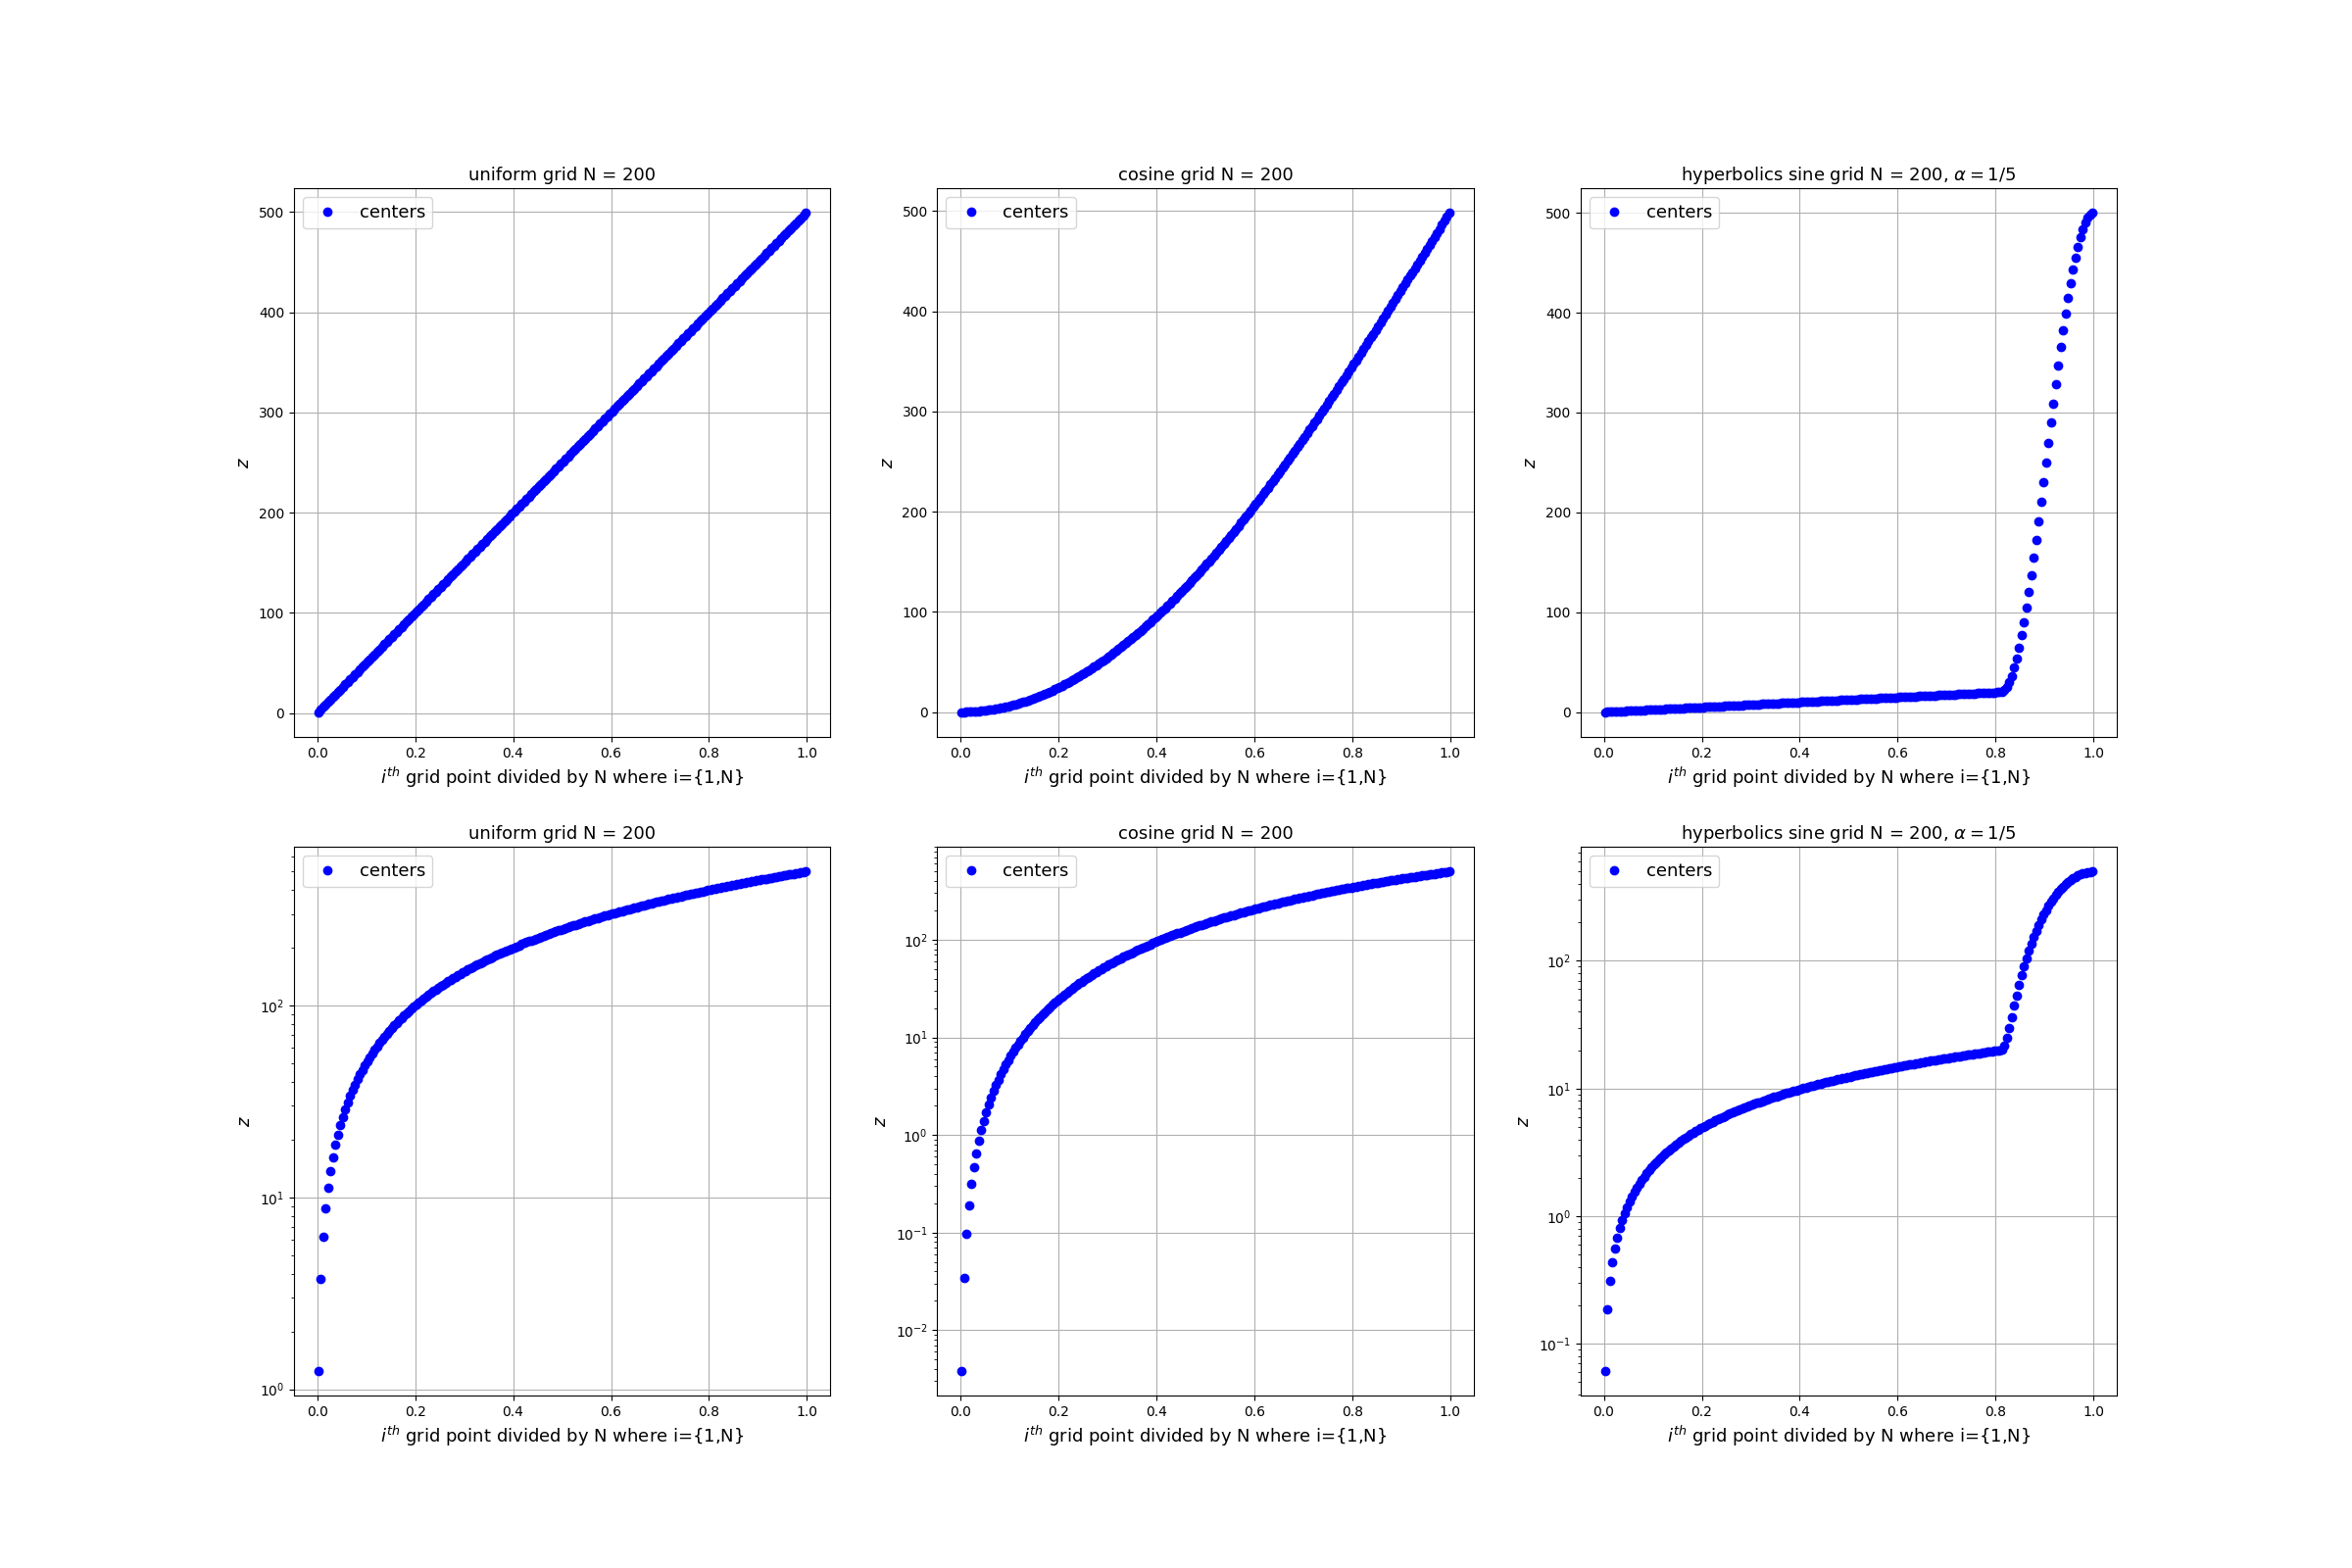 uniform grid N = 200
centers
500
400
300
200
100
0
z
0.0 0.2 0.4 0.6 0.8 1.0
i^{th} grid point divided by N where i={1,N}
cosine grid N = 200
centers
500
400
300
200
100
0
z
0.0 0.2 0.4 0.6 0.8 1.0
i^{th} grid point divided by N where i={1,N}
hyperbolics sine grid N = 200, α = 1/5
centers
500
400
300
200
100
0
z
0.0 0.2 0.4 0.6 0.8 1.0
i^{th} grid point divided by N where i={1,N}
uniform grid N = 200
centers
10^2
10^1
10^0
z
0.0 0.2 0.4 0.6 0.8 1.0
i^{th} grid point divided by N where i={1,N}
cosine grid N = 200
centers
10^2
10^1
10^0
10^{-1}
10^{-2}
z
0.0 0.2 0.4 0.6 0.8 1.0
i^{th} grid point divided by N where i={1,N}
hyperbolics sine grid N = 200, α = 1/5
centers
10^2
10^1
10^0
10^{-1}
z
0.0 0.2 0.4 0.6 0.8 1.0
i^{th} grid point divided by N where i={1,N}